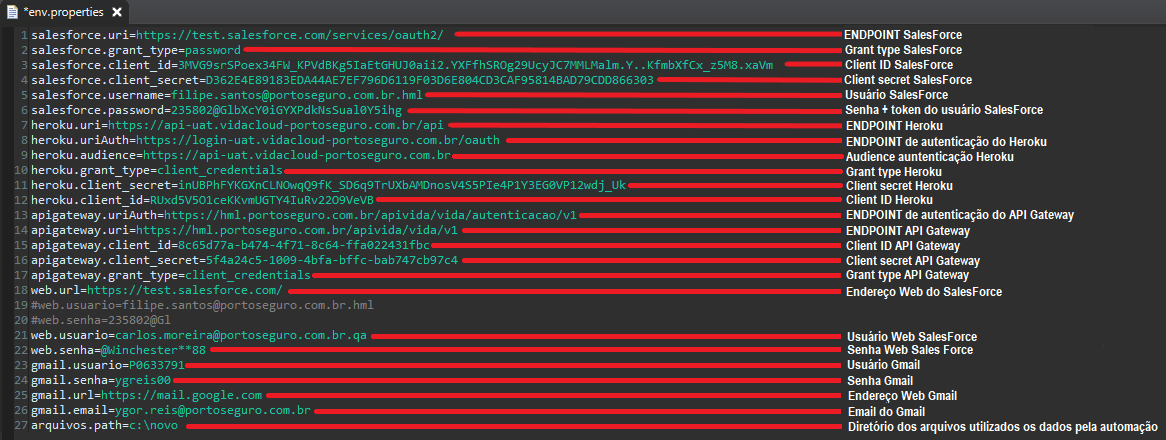 *env.properties
1 salesforce.uri=https://test.salesforce.com/services/oauth2/ ENDPOINT SalesForce
2 salesforce.grant_type=password Grant type SalesForce
3 salesforce.client_id=3MVG9srSPoex34FW_KPVdBKg5IaEtGHUJ0aii2.YXFfhSROg29UcyJC7MMLMalm.Y..KfmbXfCx_z5M8.xaVm Client ID SalesForce
4 salesforce.client_secret=D362E4E89183EDA44AE7EF796D6119F03D6E804CD3CAF95814BAD79CDD866303 Client secret SalesForce
5 salesforce.username=filipe.santos@portoseguro.com.br.hml Usuário SalesForce
6 salesforce.password=235802@GlbXcY0iGYXPdkNsSual0Y5ihg Senha + token do usuário SalesForce
7 heroku.uri=https://api-uat.vidacloud-portoseguro.com.br/api ENDPOINT Heroku
8 heroku.uriAuth=https://login-uat.vidacloud-portoseguro.com.br/oauth ENDPOINT de autenticação do Heroku
9 heroku.audience=https://api-uat.vidacloud-portoseguro.com.br Audience auntenticação Heroku
10 heroku.grant_type=client_credentials Grant type Heroku
11 heroku.client_secret=inUBPhFYKGXnCLNOwqQ9fK_SD6q9TrUXbAMDnosV4S5PIe4P1Y3EG0VP12wdj_Uk Client secret Heroku
12 heroku.client_id=RUxd5V5O1ceKKvmUGTY4IuRv22O9VeVB Client ID Heroku
13 apigateway.uriAuth=https://hml.portoseguro.com.br/apivida/vida/autenticacao/v1 ENDPOINT de autenticação do API Gateway
14 apigateway.uri=https://hml.portoseguro.com.br/apivida/vida/v1 ENDPOINT API Gateway
15 apigateway.client_id=8c65d77a-b474-4f71-8c64-ffa022431fbc Client ID API Gateway
16 apigateway.client_secret=5f4a24c5-1009-4bfa-bffc-bab747cb97c4 Client secret API Gateway
17 apigateway.grant_type=client_credentials Grant type API Gateway
18 web.url=https://test.salesforce.com/ Endereço Web do SalesForce
19 #web.usuario=filipe.santos@portoseguro.com.br.hml
20 #web.senha=235802@Gl
21 web.usuario=carlos.moreira@portoseguro.com.br.qa Usuário Web SalesForce
22 web.senha=@Winchester**88 Senha Web Sales Force
23 gmail.usuario=P0633791 Usuário Gmail
24 gmail.senha=ygreis00 Senha Gmail
25 gmail.url=https://mail.google.com Endereço Web Gmail
26 gmail.email=ygor.reis@portoseguro.com.br Email do Gmail
27 arquivos.path=c:\novo Diretório dos arquivos utilizados os dados pela automação